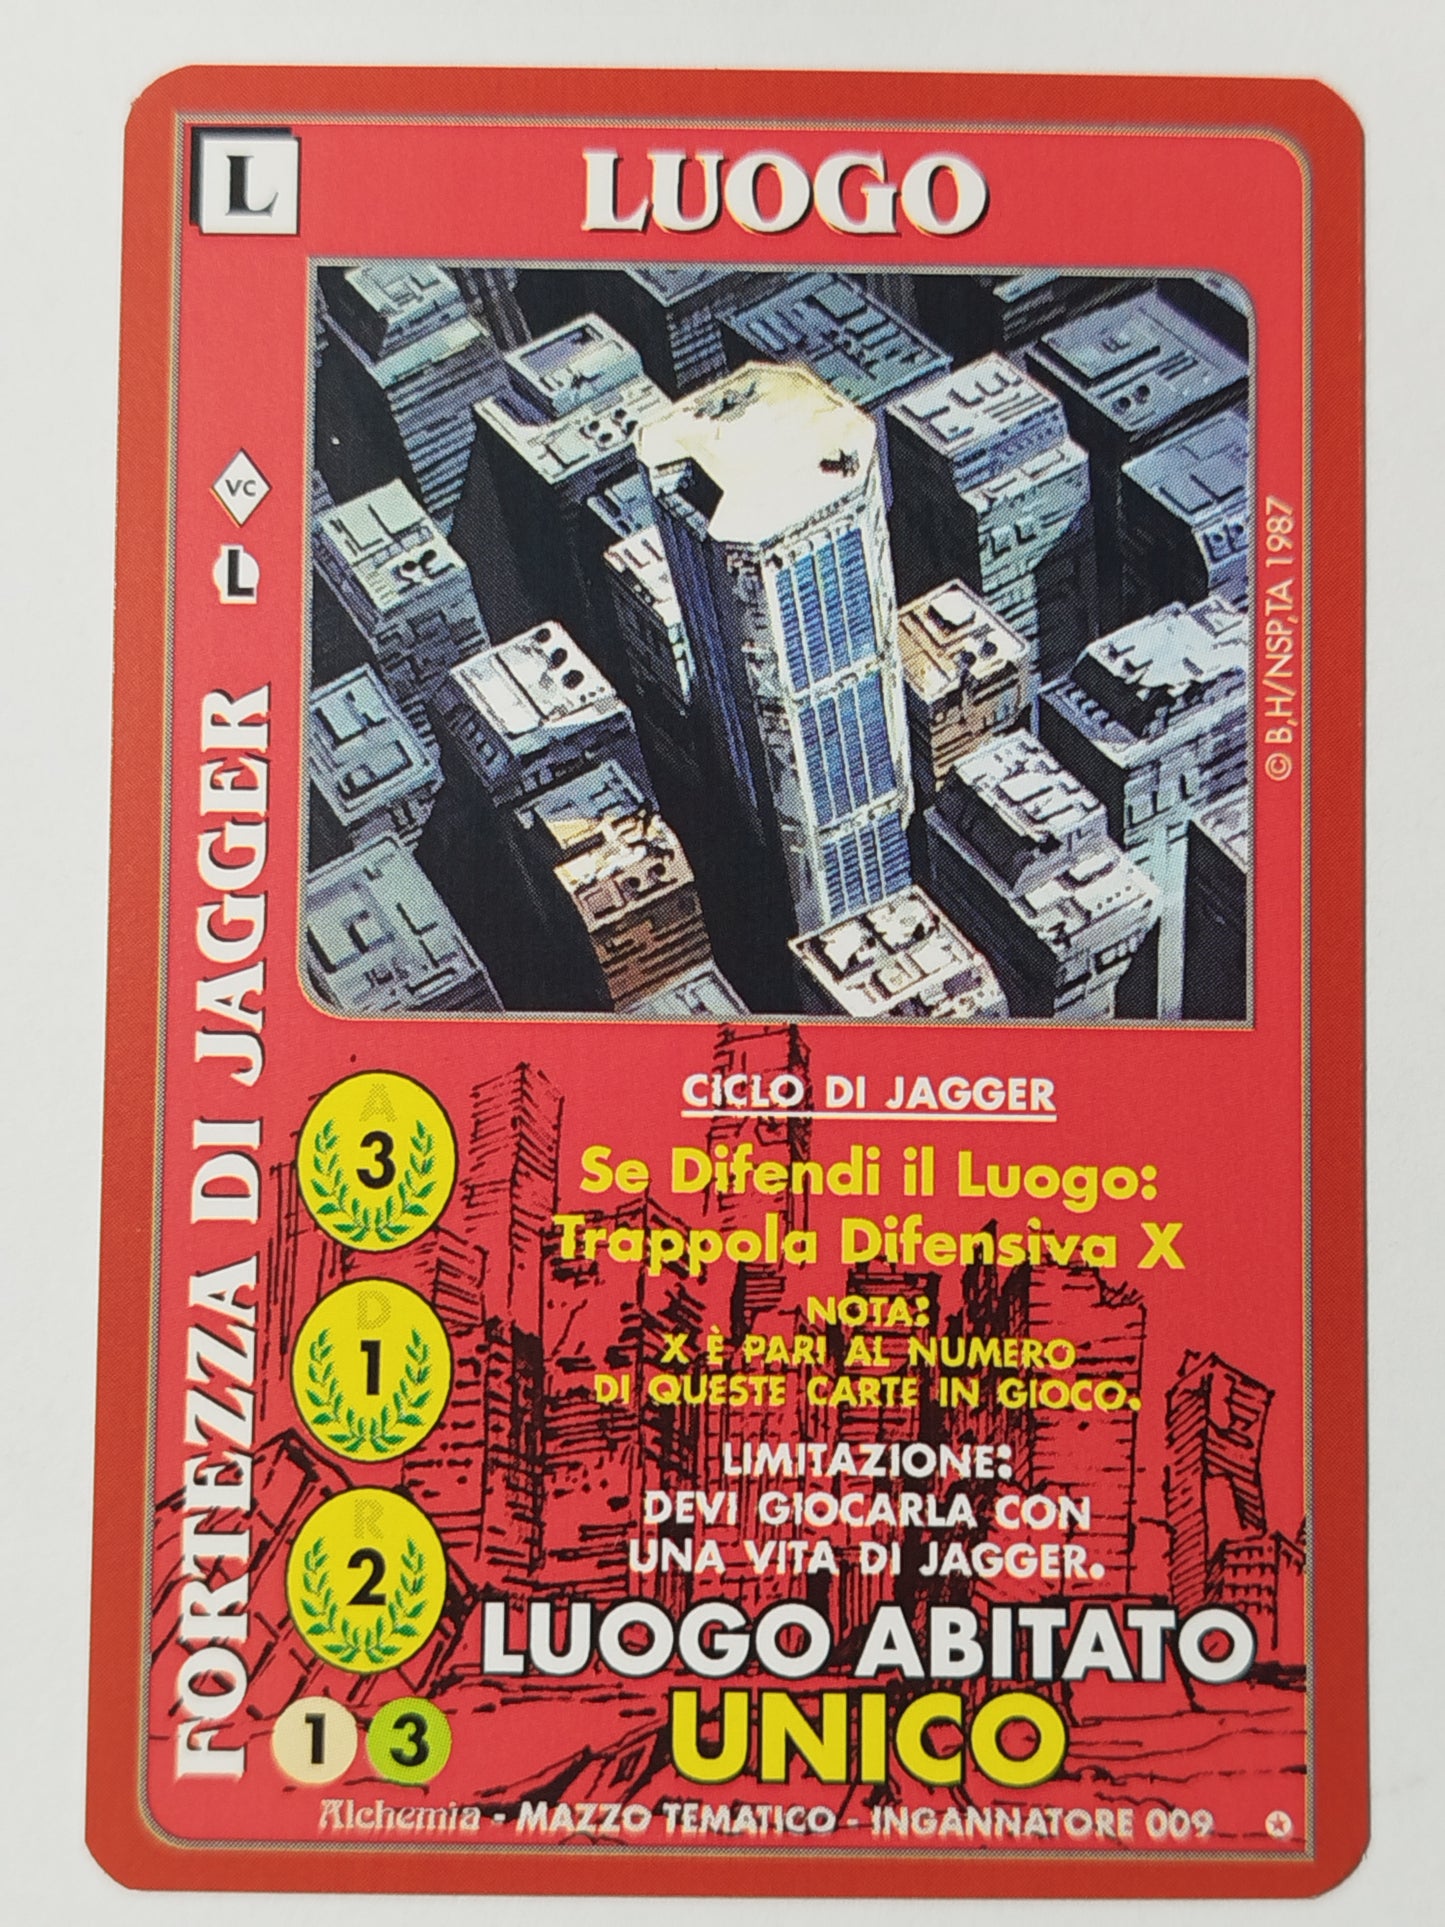 L
LUOGO
VC
L
FORTEZZA DI JAGGER
© B,H/NSP,TA 1987
CICLO DI JAGGER
Se Difendi il Luogo:
Trappola Difensiva X
NOTA:
X È PARI AL NUMERO
DI QUESTE CARTE IN GIOCO.
LIMITAZIONE:
DEVI GIOCARLA CON
UNA VITA DI JAGGER.
LUOGO ABITATO
UNICO
A
3
D
1
R
2
1 3
Alchemia - MAZZO TEMATICO - INGANNATORE 009